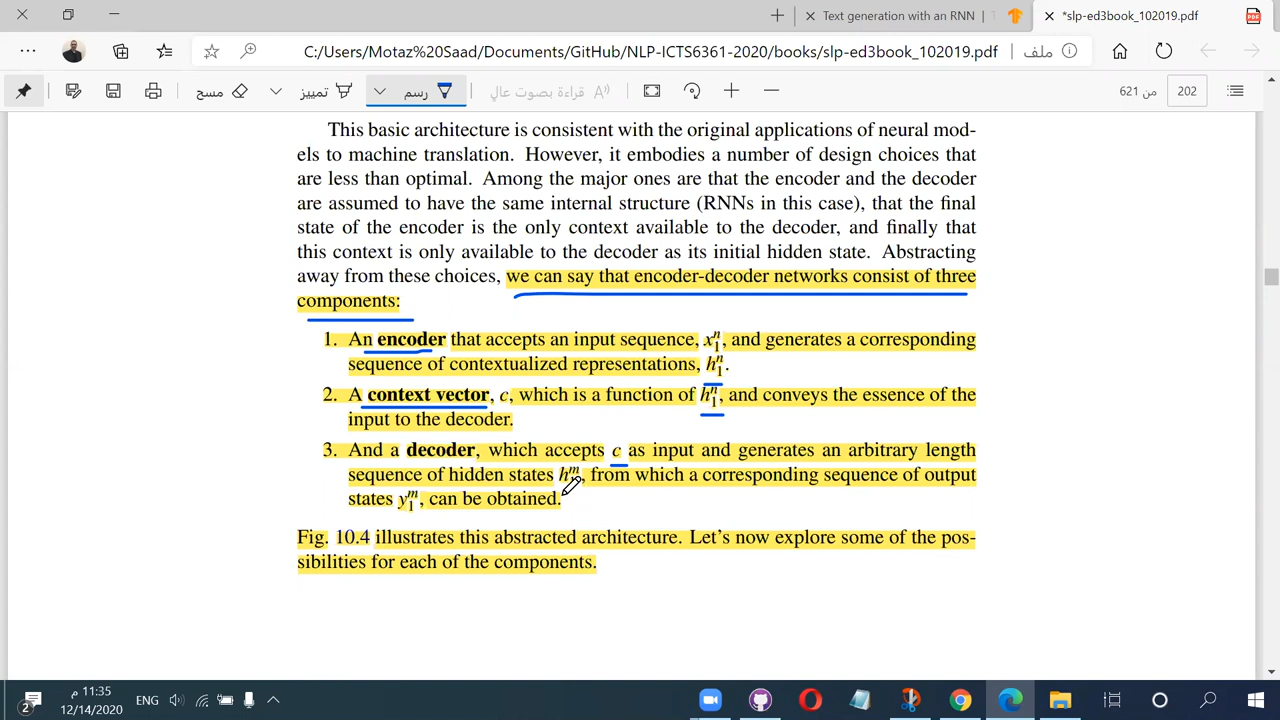 Text generation with an RNN | T
*slp-ed3book_102019.pdf
C:/Users/Motaz%20Saad/Documents/GitHub/NLP-ICTS6361-2020/books/slp-ed3book_102019.pdf | ملف
مسح تمييز رسم قراءة بصوت عالٍ 202 من 621
This basic architecture is consistent with the original applications of neural mod-
els to machine translation. However, it embodies a number of design choices that
are less than optimal. Among the major ones are that the encoder and the decoder
are assumed to have the same internal structure (RNNs in this case), that the final
state of the encoder is the only context available to the decoder, and finally that
this context is only available to the decoder as its initial hidden state. Abstracting
away from these choices, we can say that encoder-decoder networks consist of three
components:
1. An encoder that accepts an input sequence, x₁ⁿ, and generates a corresponding
sequence of contextualized representations, h₁ⁿ.
2. A context vector, c, which is a function of h₁ⁿ, and conveys the essence of the
input to the decoder.
3. And a decoder, which accepts c as input and generates an arbitrary length
sequence of hidden states h₁ᵐ, from which a corresponding sequence of output
states y₁ᵐ, can be obtained.
Fig. 10.4 illustrates this abstracted architecture. Let's now explore some of the pos-
sibilities for each of the components.
2 ENG 11:35 م
12/14/2020